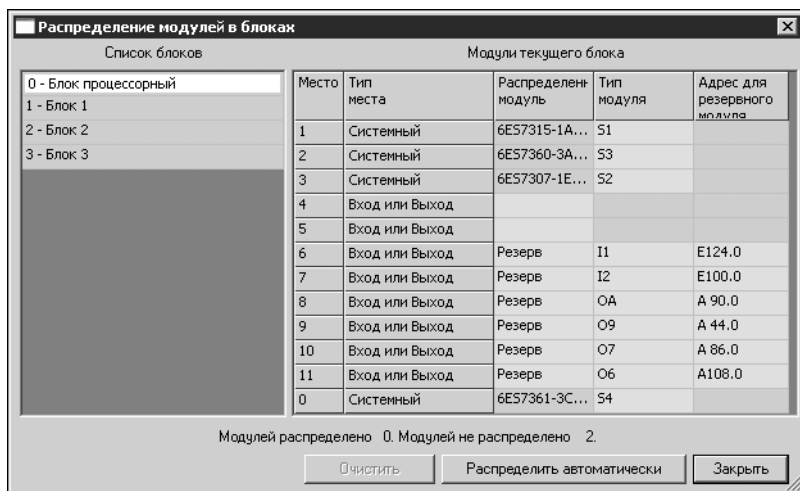 Распределение модулей в блоках
Список блоков
Модули текущего блока
0 - Блок процессорный
1 - Блок 1
2 - Блок 2
3 - Блок 3
Место Тип места Распределенн модуль Тип модуля Адрес для резервного модуля
1 Системный 6ES7315-1A... S1
2 Системный 6ES7360-3A... S3
3 Системный 6ES7307-1E... S2
4 Вход или Выход
5 Вход или Выход
6 Вход или Выход Резерв I1 E124.0
7 Вход или Выход Резерв I2 E100.0
8 Вход или Выход Резерв OA A 90.0
9 Вход или Выход Резерв O9 A 44.0
10 Вход или Выход Резерв O7 A 86.0
11 Вход или Выход Резерв O6 A108.0
0 Системный 6ES7361-3C... S4
Модулей распределено 0. Модулей не распределено 2.
Очистить Распределить автоматически Закрыть